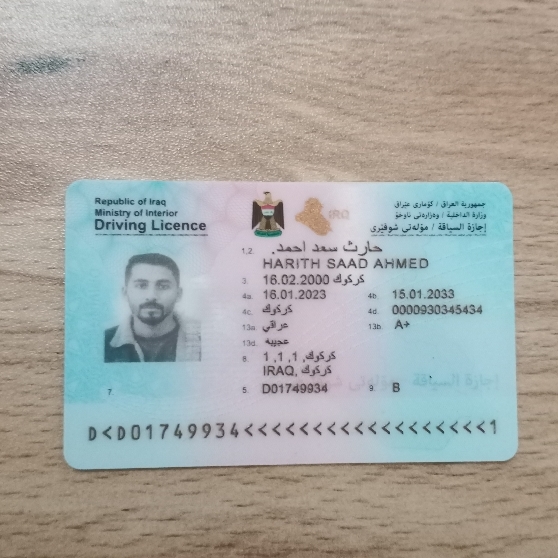 Republic of Iraq
Ministry of Interior
Driving Licence
IRQ
جمهورية العراق / كۆماری عێراق
وزارة الداخلية / وەزارەتی ناوخۆ
إجازة السياقة / مۆڵەتی شوفێری
1,2. حارث سعد احمد.
HARITH SAAD AHMED
3. 16.02.2000 كركوك
4a. 16.01.2023 4b. 15.01.2033
4c. كركوك 4d. 0000930345434
13a. عراقي 13b. A+
13d. عجيبه
8. كركوك, 1, 1, 1
IRAQ, كركوك
7. 5. D01749934 9. B
D<D01749934<<<<<<<<<<<<<<<<<<1